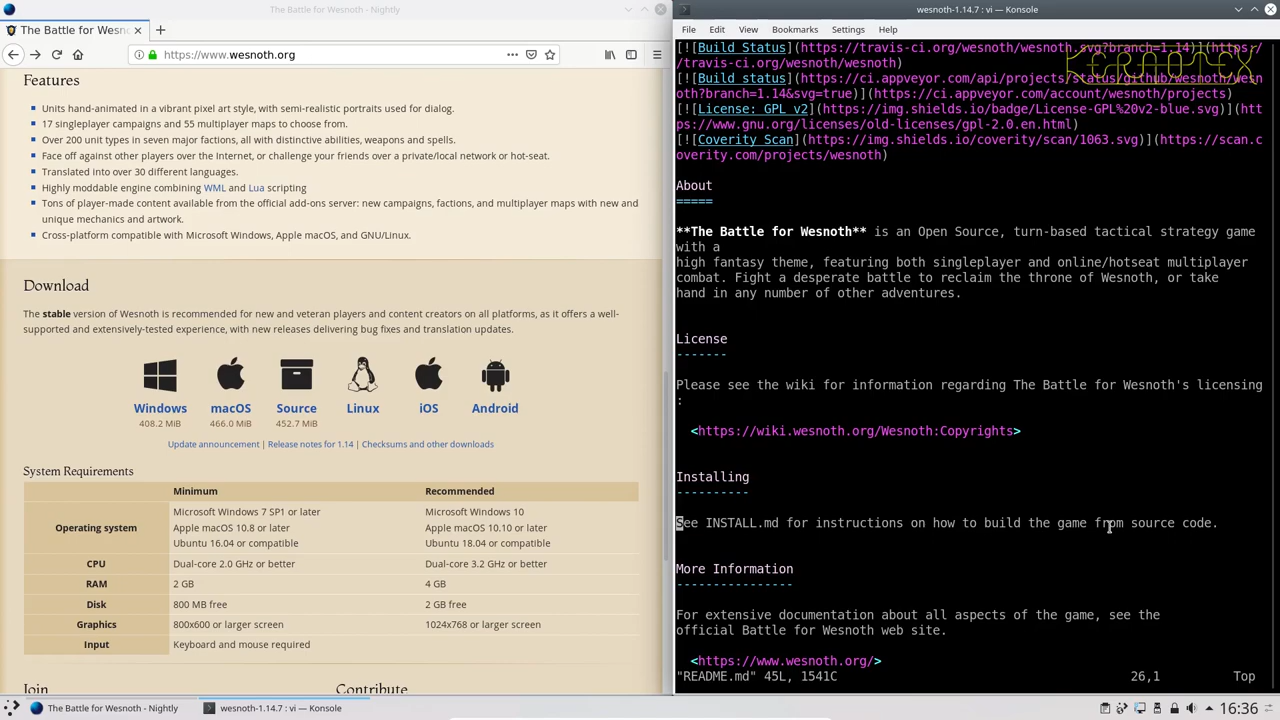 The Battle for Wesnoth - Nightly
The Battle for Wesno
https://www.wesnoth.org
Features
Units hand-animated in a vibrant pixel art style, with semi-realistic portraits used for dialog.
17 singleplayer campaigns and 55 multiplayer maps to choose from.
Over 200 unit types in seven major factions, all with distinctive abilities, weapons and spells.
Face off against other players over the Internet, or challenge your friends over a private/local network or hot-seat.
Translated into over 30 different languages.
Highly moddable engine combining WML and Lua scripting
Tons of player-made content available from the official add-ons server: new campaigns, factions, and multiplayer maps with new and
unique mechanics and artwork.
Cross-platform compatible with Microsoft Windows, Apple macOS, and GNU/Linux.
Download
The stable version of Wesnoth is recommended for new and veteran players and content creators on all platforms, as it offers a well-
supported and extensively-tested experience, with new releases delivering bug fixes and translation updates.
Windows macOS Source Linux iOS Android
408.2 MiB 466.0 MiB 452.7 MiB
Update announcement | Release notes for 1.14 | Checksums and other downloads
System Requirements
Minimum Recommended
Operating system
Microsoft Windows 7 SP1 or later Microsoft Windows 10
Apple macOS 10.8 or later Apple macOS 10.10 or later
Ubuntu 16.04 or compatible Ubuntu 18.04 or compatible
CPU Dual-core 2.0 GHz or better Dual-core 3.2 GHz or better
RAM 2 GB 4 GB
Disk 800 MB free 2 GB free
Graphics 800x600 or larger screen 1024x768 or larger screen
Input Keyboard and mouse required
Join Contribute
wesnoth-1.14.7 : vi — Konsole
File Edit View Bookmarks Settings Help
[![Build Status](https://travis-ci.org/wesnoth/wesnoth.svg?branch=1.14)](https:/
/travis-ci.org/wesnoth/wesnoth)
[![Build status](https://ci.appveyor.com/api/projects/status/github/wesnoth/wesn
oth?branch=1.14&svg=true)](https://ci.appveyor.com/account/wesnoth/projects)
[![License: GPL v2](https://img.shields.io/badge/License-GPL%20v2-blue.svg)](htt
ps://www.gnu.org/licenses/old-licenses/gpl-2.0.en.html)
[![Coverity Scan](https://img.shields.io/coverity/scan/1063.svg)](https://scan.c
overity.com/projects/wesnoth)
KERNOTEX
About
=====
**The Battle for Wesnoth** is an Open Source, turn-based tactical strategy game
with a
high fantasy theme, featuring both singleplayer and online/hotseat multiplayer
combat. Fight a desperate battle to reclaim the throne of Wesnoth, or take
hand in any number of other adventures.
License
-------
Please see the wiki for information regarding The Battle for Wesnoth's licensing
:
<https://wiki.wesnoth.org/Wesnoth:Copyrights>
Installing
----------
See INSTALL.md for instructions on how to build the game from source code.
More Information
----------------
For extensive documentation about all aspects of the game, see the
official Battle for Wesnoth web site.
<https://www.wesnoth.org/>
"README.md" 45L, 1541C 26,1 Top
The Battle for Wesnoth - Nightly
wesnoth-1.14.7 : vi — Konsole
16:36